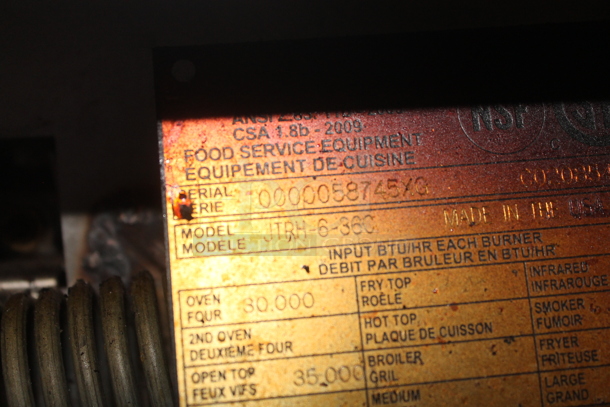 CSA 1.8b - 2009
FOOD SERVICE EQUIPMENT
EQUIPEMENT DE CUISINE
NSF
SERIAL
SERIE
MODEL
MODELE
MADE IN THE USA
INPUT BTU/HR EACH BURNER
DEBIT PAR BRULEUR EN BTU/HR
OVEN
FOUR
30,000
FRY TOP
ROELE
INFRARED
INFRAROUGE
2ND OVEN
DEUXIEME FOUR
HOT TOP
PLAQUE DE CUISSON
SMOKER
FUMOIR
OPEN TOP
FEUX VIFS
35,000
BROILER
GRIL
FRYER
FRITEUSE
MEDIUM
LARGE
GRAND